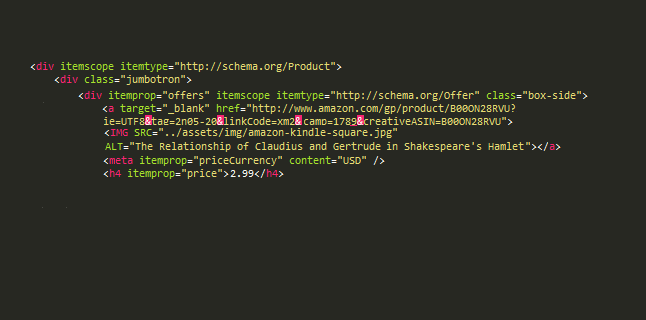 <div itemscope itemtype="http://schema.org/Product">
<div class="jumbotron">
<div itemprop="offers" itemscope itemtype="http://schema.org/Offer" class="box-side">
<a target="_blank" href="http://www.amazon.com/gp/product/B00ON28RVU?
ie=UTF8&tag=2n05-20&linkCode=xm2&camp=1789&creativeASIN=B00ON28RVU">
<IMG SRC="../assets/img/amazon-kindle-square.jpg"
ALT="The Relationship of Claudius and Gertrude in Shakespeare's Hamlet"></a>
<meta itemprop="priceCurrency" content="USD" />
<h4 itemprop="price">2.99</h4>